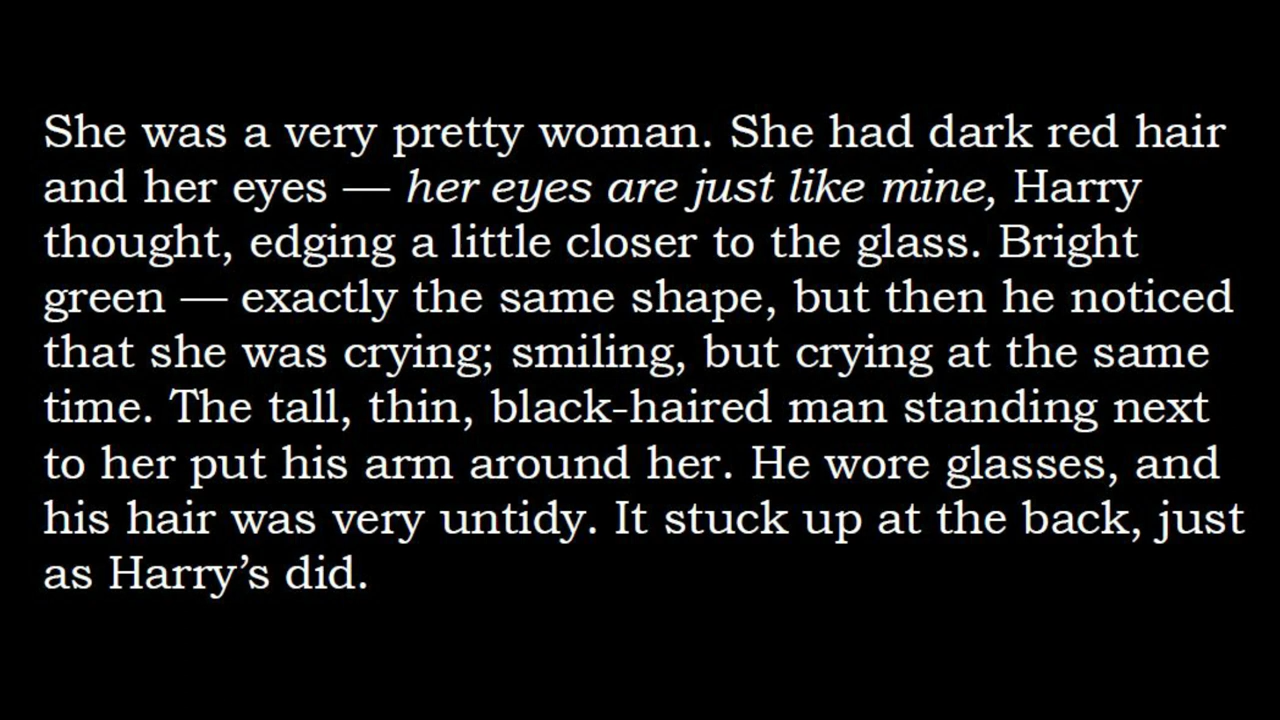 She was a very pretty woman. She had dark red hair
and her eyes — her eyes are just like mine, Harry
thought, edging a little closer to the glass. Bright
green — exactly the same shape, but then he noticed
that she was crying; smiling, but crying at the same
time. The tall, thin, black-haired man standing next
to her put his arm around her. He wore glasses, and
his hair was very untidy. It stuck up at the back, just
as Harry’s did.